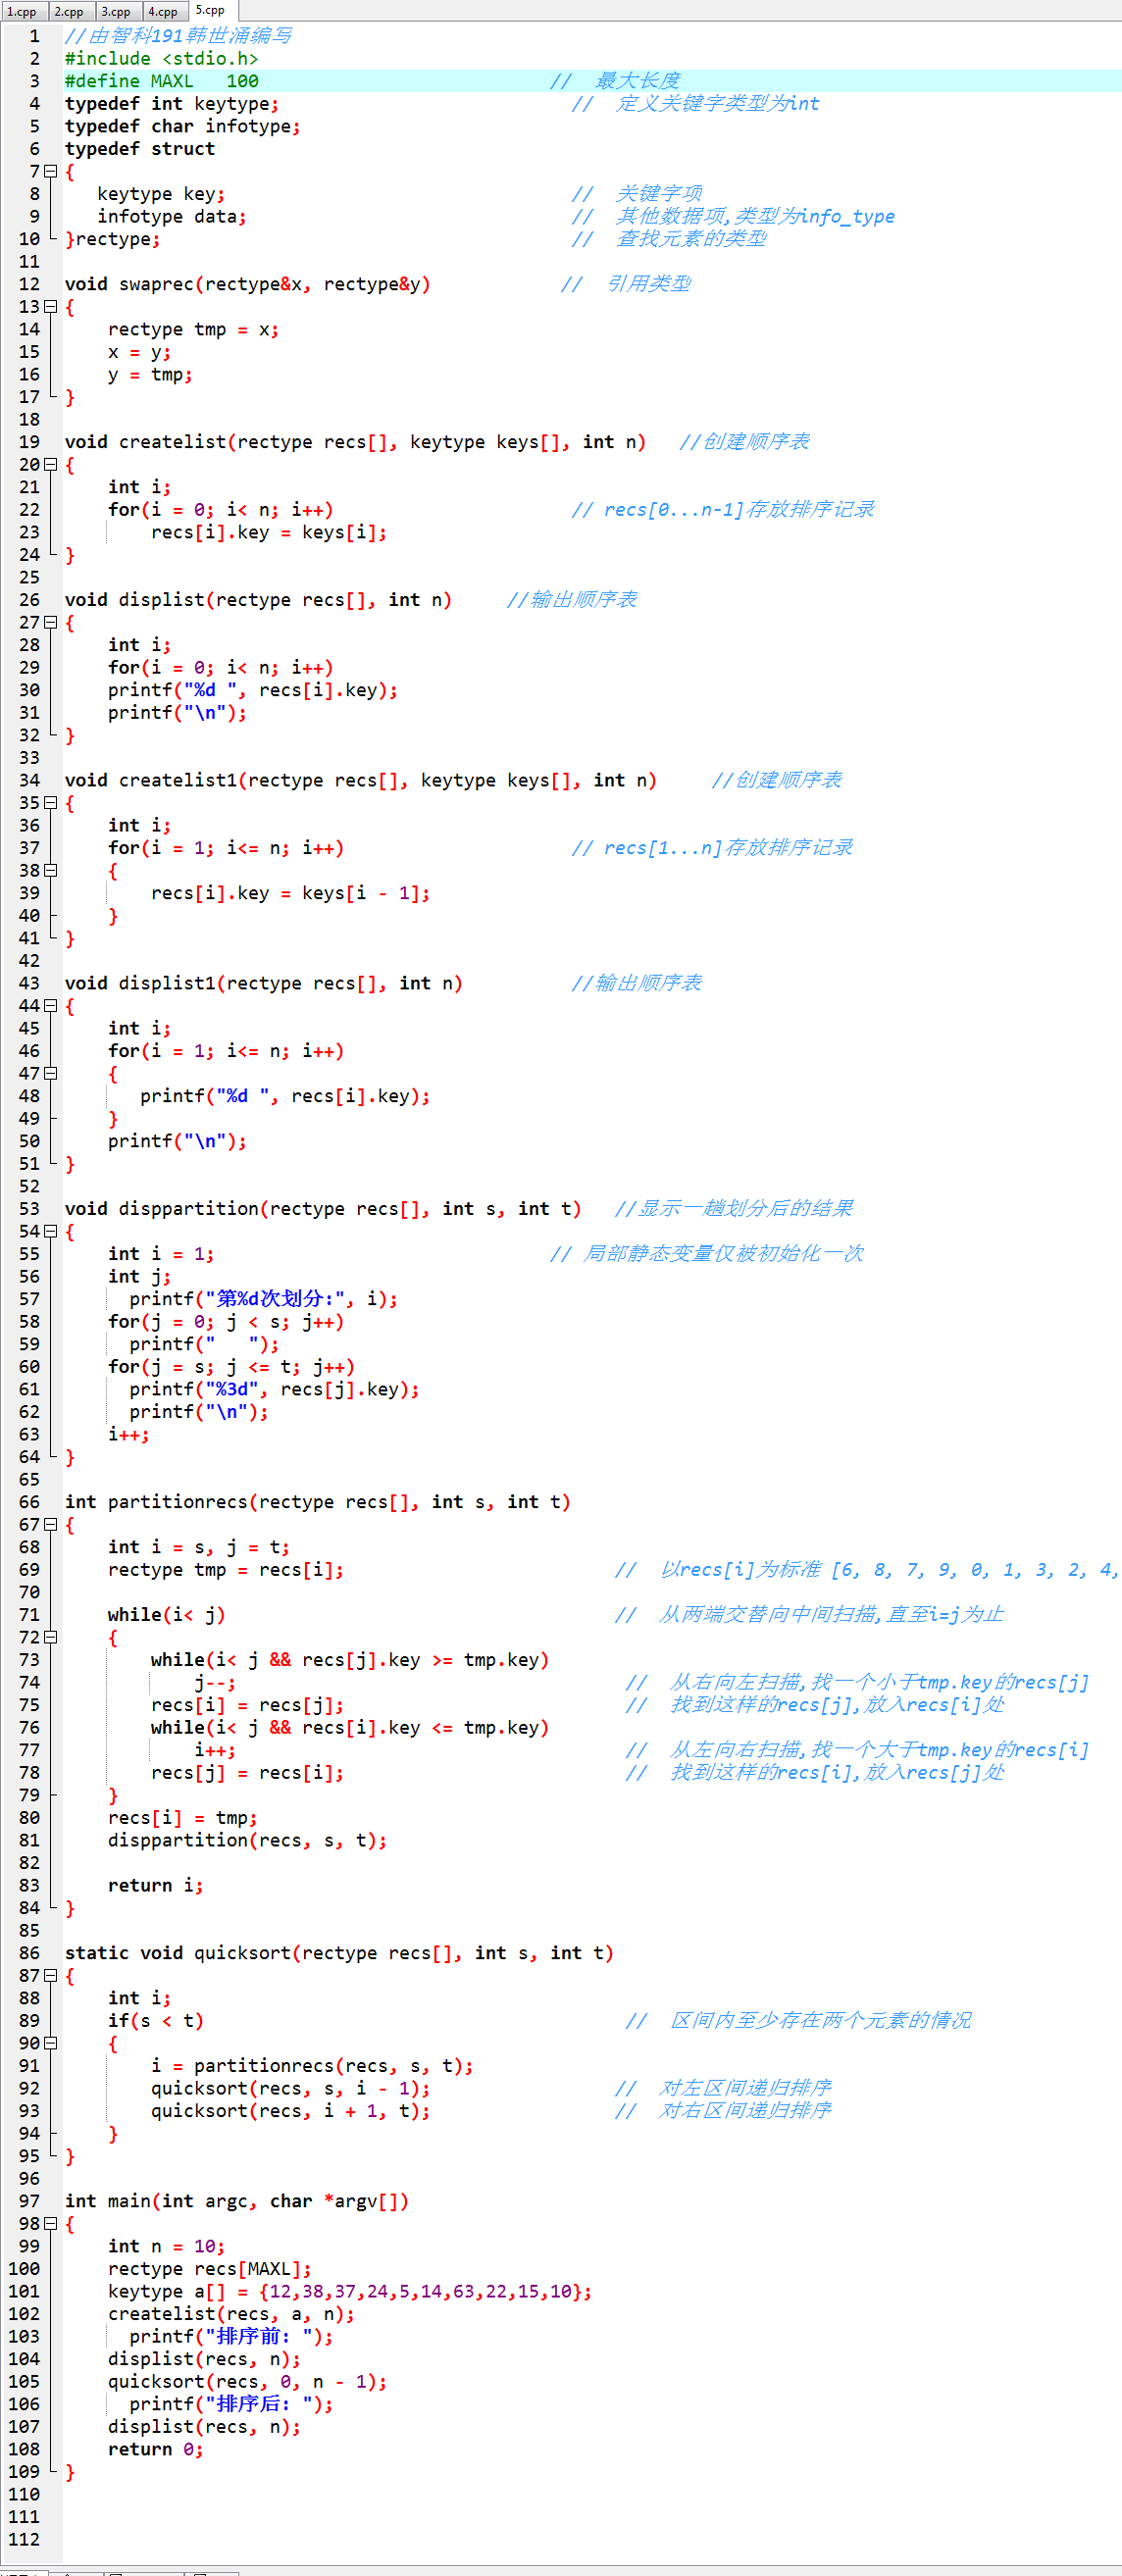 1.cpp 2.cpp 3.cpp 4.cpp 5.cpp
1 //由智科191韩世涌编写
2 #include <stdio.h>
3 #define MAXL   100                           //  最大长度
4 typedef int keytype;                           //  定义关键字类型为int
5 typedef char infotype;
6 typedef struct
7 {
8    keytype key;                                //  关键字项
9    infotype data;                              //  其他数据项,类型为info_type
10 }rectype;                                      //  查找元素的类型
11
12 void swaprec(rectype&x, rectype&y)            //  引用类型
13 {
14     rectype tmp = x;
15     x = y;
16     y = tmp;
17 }
18
19 void createlist(rectype recs[], keytype keys[], int n)   //创建顺序表
20 {
21     int i;
22     for(i = 0; i< n; i++)                      // recs[0...n-1]存放排序记录
23         recs[i].key = keys[i];
24 }
25
26 void displist(rectype recs[], int n)     //输出顺序表
27 {
28     int i;
29     for(i = 0; i< n; i++)
30     printf("%d ", recs[i].key);
31     printf("\n");
32 }
33
34 void createlist1(rectype recs[], keytype keys[], int n)     //创建顺序表
35 {
36     int i;
37     for(i = 1; i<= n; i++)                     // recs[1...n]存放排序记录
38     {
39         recs[i].key = keys[i - 1];
40     }
41 }
42
43 void displist1(rectype recs[], int n)          //输出顺序表
44 {
45     int i;
46     for(i = 1; i<= n; i++)
47     {
48        printf("%d ", recs[i].key);
49     }
50     printf("\n");
51 }
52
53 void disppartition(rectype recs[], int s, int t)   //显示一趟划分后的结果
54 {
55     int i = 1;                               // 局部静态变量仅被初始化一次
56     int j;
57       printf("第%d次划分:", i);
58     for(j = 0; j < s; j++)
59       printf("   ");
60     for(j = s; j <= t; j++)
61       printf("%3d", recs[j].key);
62       printf("\n");
63     i++;
64 }
65
66 int partitionrecs(rectype recs[], int s, int t)
67 {
68     int i = s, j = t;
69     rectype tmp = recs[i];                         //  以recs[i]为标准 [6, 8, 7, 9, 0, 1, 3, 2, 4,
70
71     while(i< j)                                    //  从两端交替向中间扫描,直至i=j为止
72     {
73         while(i< j && recs[j].key >= tmp.key)
74             j--;                                    //  从右向左扫描,找一个小于tmp.key的recs[j]
75         recs[i] = recs[j];                          //  找到这样的recs[j],放入recs[i]处
76         while(i< j && recs[i].key <= tmp.key)
77             i++;                                    //  从左向右扫描,找一个大于tmp.key的recs[i]
78         recs[j] = recs[i];                          //  找到这样的recs[i],放入recs[j]处
79     }
80     recs[i] = tmp;
81     disppartition(recs, s, t);
82
83     return i;
84 }
85
86 static void quicksort(rectype recs[], int s, int t)
87 {
88     int i;
89     if(s < t)                                       //  区间内至少存在两个元素的情况
90     {
91         i = partitionrecs(recs, s, t);
92         quicksort(recs, s, i - 1);                 //  对左区间递归排序
93         quicksort(recs, i + 1, t);                 //  对右区间递归排序
94     }
95 }
96
97 int main(int argc, char *argv[])
98 {
99     int n = 10;
100     rectype recs[MAXL];
101     keytype a[] = {12,38,37,24,5,14,63,22,15,10};
102     createlist(recs, a, n);
103       printf("排序前: ");
104     displist(recs, n);
105     quicksort(recs, 0, n - 1);
106       printf("排序后: ");
107     displist(recs, n);
108     return 0;
109 }
110
111
112